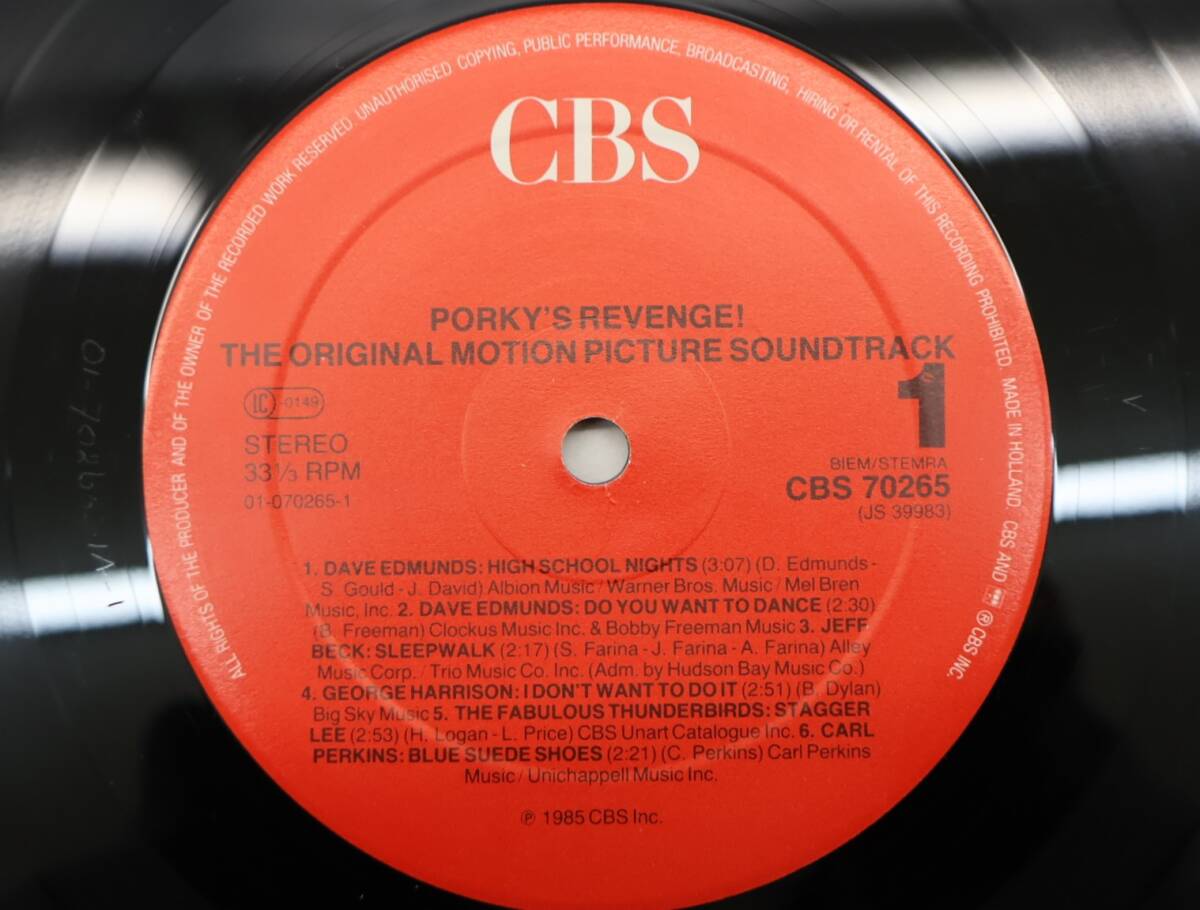 ALL RIGHTS OF THE PRODUCER AND OF THE OWNER OF THE RECORDED WORK RESERVED. UNAUTHORISED COPYING, PUBLIC PERFORMANCE, BROADCASTING, HIRING OR RENTAL OF THIS RECORDING PROHIBITED. MADE IN HOLLAND. CBS AND ℗ CBS INC.
CBS
PORKY'S REVENGE!
THE ORIGINAL MOTION PICTURE SOUNDTRACK
LC -0149
1
STEREO
33 1/3 RPM
01-070265-1
BIEM/STEMRA
CBS 70265
(JS 39983)
1. DAVE EDMUNDS: HIGH SCHOOL NIGHTS (3:07) (D. Edmunds-
S. Gould - J. David) Albion Music / Warner Bros. Music / Mel Bren
Music, Inc. 2. DAVE EDMUNDS: DO YOU WANT TO DANCE (2:30)
(B. Freeman) Clockus Music Inc. & Bobby Freeman Music 3. JEFF
BECK: SLEEPWALK (2:17) (S. Farina - J. Farina - A. Farina) Alley
Music Corp. / Trio Music Co. Inc. (Adm. by Hudson Bay Music Co.)
4. GEORGE HARRISON: I DON'T WANT TO DO IT (2:51) (B. Dylan)
Big Sky Music 5. THE FABULOUS THUNDERBIRDS: STAGGER
LEE (2:53) (H. Logan - L. Price) CBS Unart Catalogue Inc. 6. CARL
PERKINS: BLUE SUEDE SHOES (2:21) (C. Perkins) Carl Perkins
Music / Unichappell Music Inc.
℗ 1985 CBS Inc.